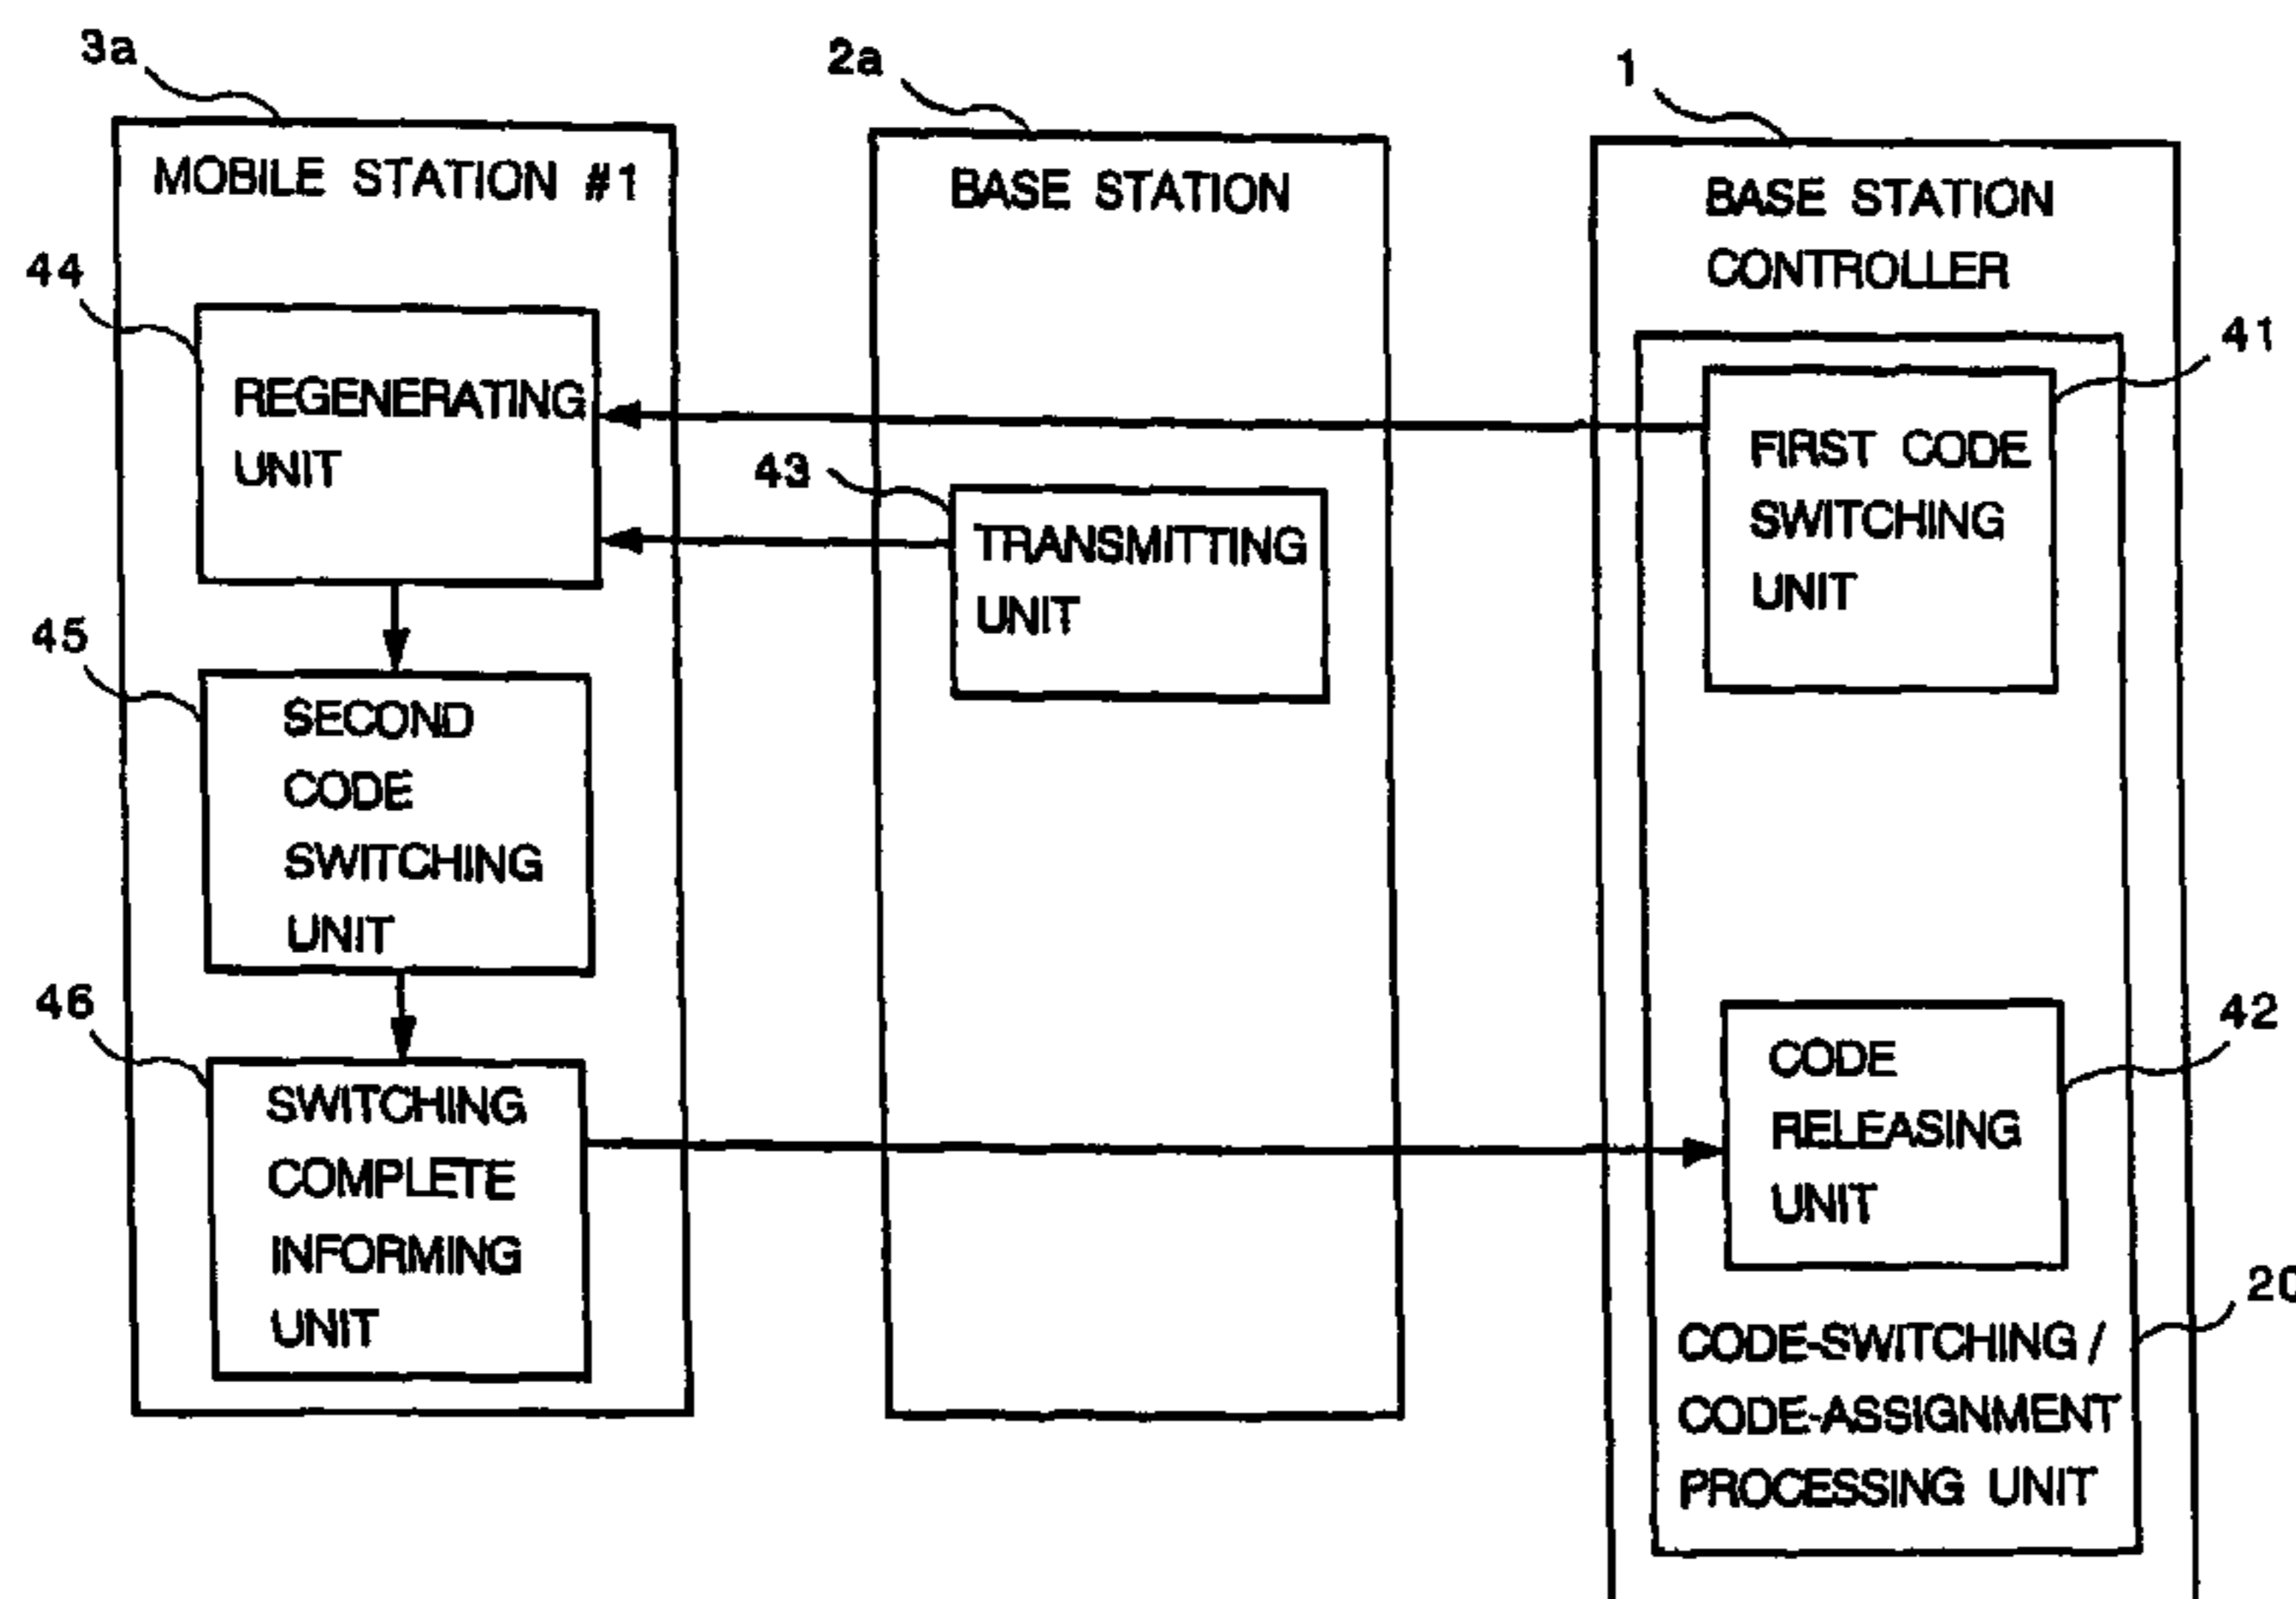 3a
MOBILE STATION #1
44
REGENERATING
UNIT
45
SECOND
CODE
SWITCHING
UNIT
46
SWITCHING
COMPLETE
INFORMING
UNIT
2a
BASE STATION
43
TRANSMITTING
UNIT
1
BASE STATION
CONTROLLER
41
FIRST CODE
SWITCHING
UNIT
42
CODE
RELEASING
UNIT
20
CODE-SWITCHING /
CODE-ASSIGNMENT
PROCESSING UNIT